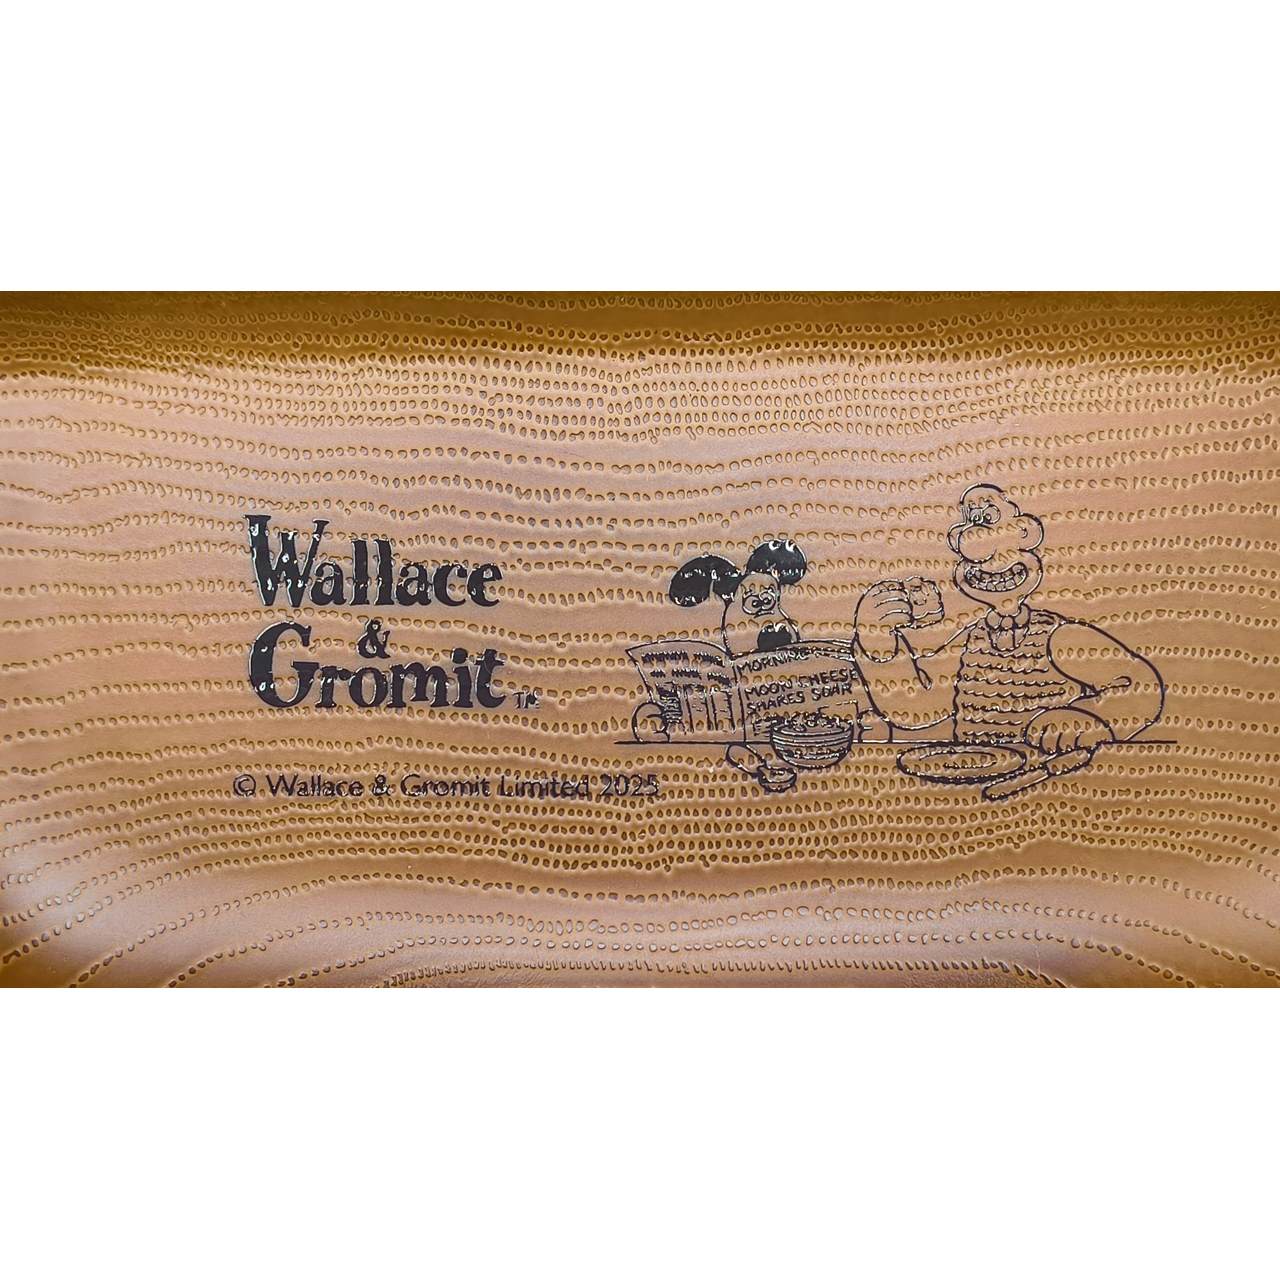 Wallace
&
Gromit TM
© Wallace & Gromit Limited 2025
MORNING
MOON CHEESE
SHARES SOAR